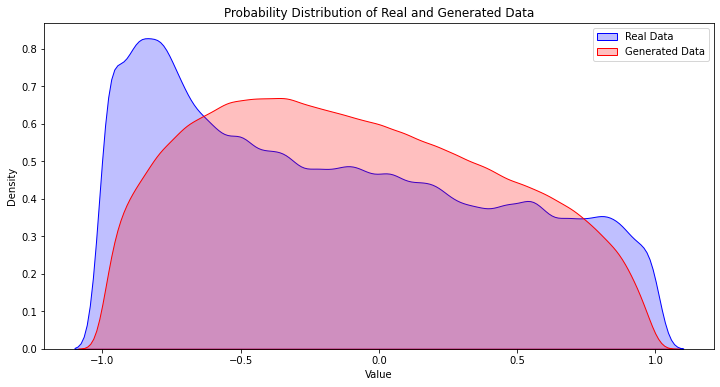 Probability Distribution of Real and Generated Data
Real Data
Generated Data
0.8
0.7
0.6
0.5
0.4
0.3
0.2
0.1
0.0
Density
−1.0 −0.5 0.0 0.5 1.0
Value